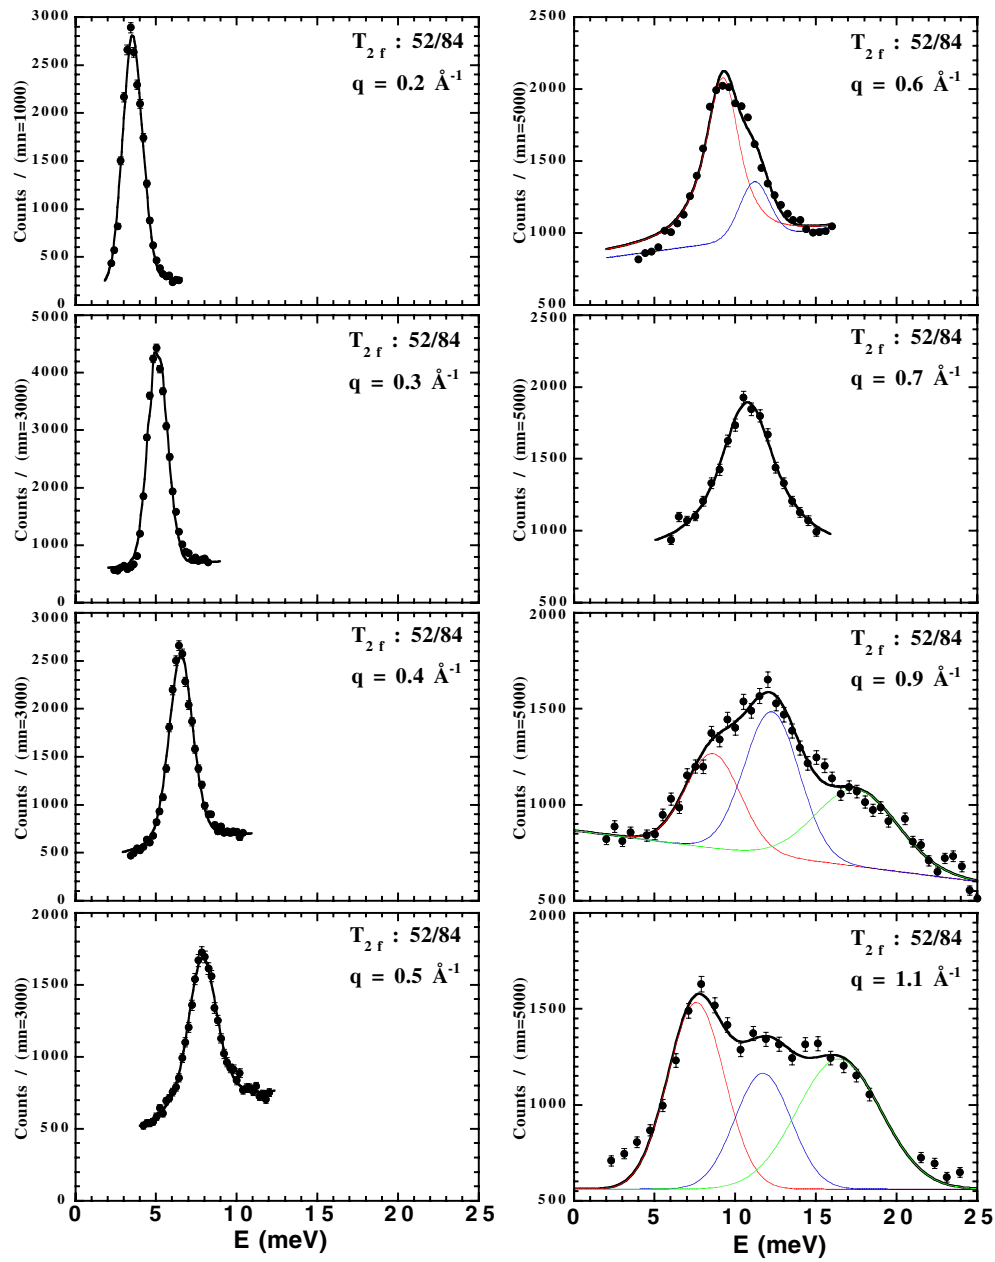 3000
2500
2000
1500
1000
500
0
Counts / (mn=1000)
T2 f : 52/84
q = 0.2 Å-1
2500
2000
1500
1000
500
Counts / (mn=5000)
T2 f : 52/84
q = 0.6 Å-1
5000
4000
3000
2000
1000
0
Counts / (mn=3000)
T2 f : 52/84
q = 0.3 Å-1
2500
2000
1500
1000
500
Counts / (mn=5000)
T2 f : 52/84
q = 0.7 Å-1
3000
2500
2000
1500
1000
500
0
Counts / (mn=3000)
T2 f : 52/84
q = 0.4 Å-1
2000
1500
1000
500
Counts / (mn=5000)
T2 f : 52/84
q = 0.9 Å-1
2000
1500
1000
500
0
Counts / (mn=3000)
T2 f : 52/84
q = 0.5 Å-1
0 5 10 15 20 25
E (meV)
2000
1500
1000
500
Counts / (mn=5000)
T2 f : 52/84
q = 1.1 Å-1
0 5 10 15 20 25
E (meV)